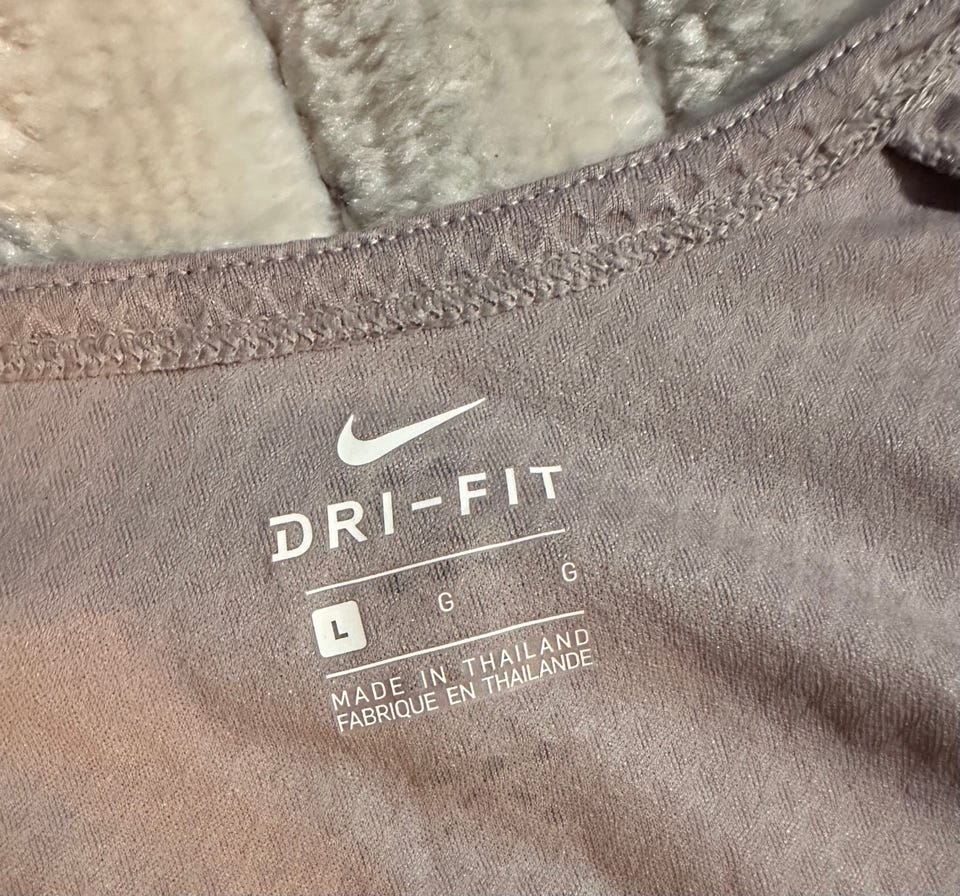 DRI-FIT
L G G
MADE IN THAILAND
FABRIQUE EN THAILANDE